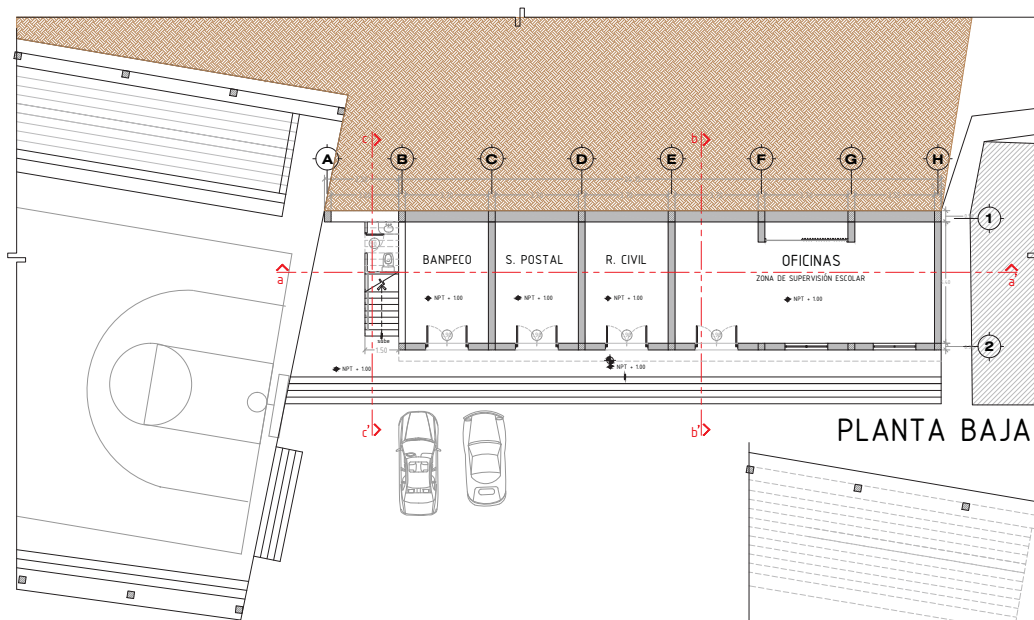 c
b
A
B
C
D
E
F
G
H
1
BANPECO
S. POSTAL
R. CIVIL
OFICINAS
ZONA DE SUPERVISIÓN ESCOLAR
a
a'
NPT + 1.00
NPT + 1.00
NPT + 1.00
NPT + 1.00
sube
1.50
2
NPT + 1.00
NPT + 1.00
c'
b'
PLANTA BAJA